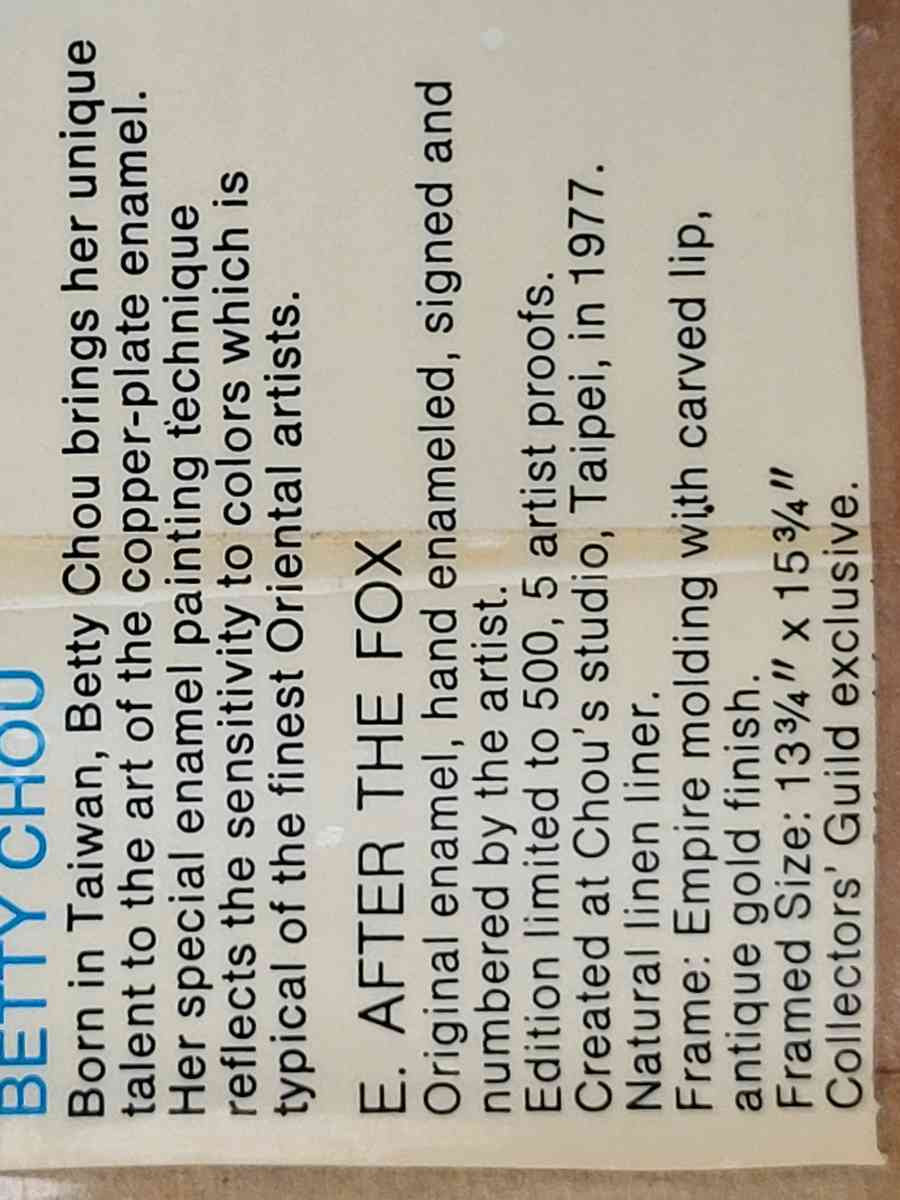 BETTY CHOU
Born in Taiwan, Betty Chou brings her unique
talent to the art of the copper-plate enamel.
Her special enamel painting technique
reflects the sensitivity to colors which is
typical of the finest Oriental artists.
E. AFTER THE FOX
Original enamel, hand enameled, signed and
numbered by the artist.
Edition limited to 500, 5 artist proofs.
Created at Chou's studio, Taipei, in 1977.
Natural linen liner.
Frame: Empire molding with carved lip,
antique gold finish.
Framed Size: 13¾″ x 15¾″
Collectors' Guild exclusive.